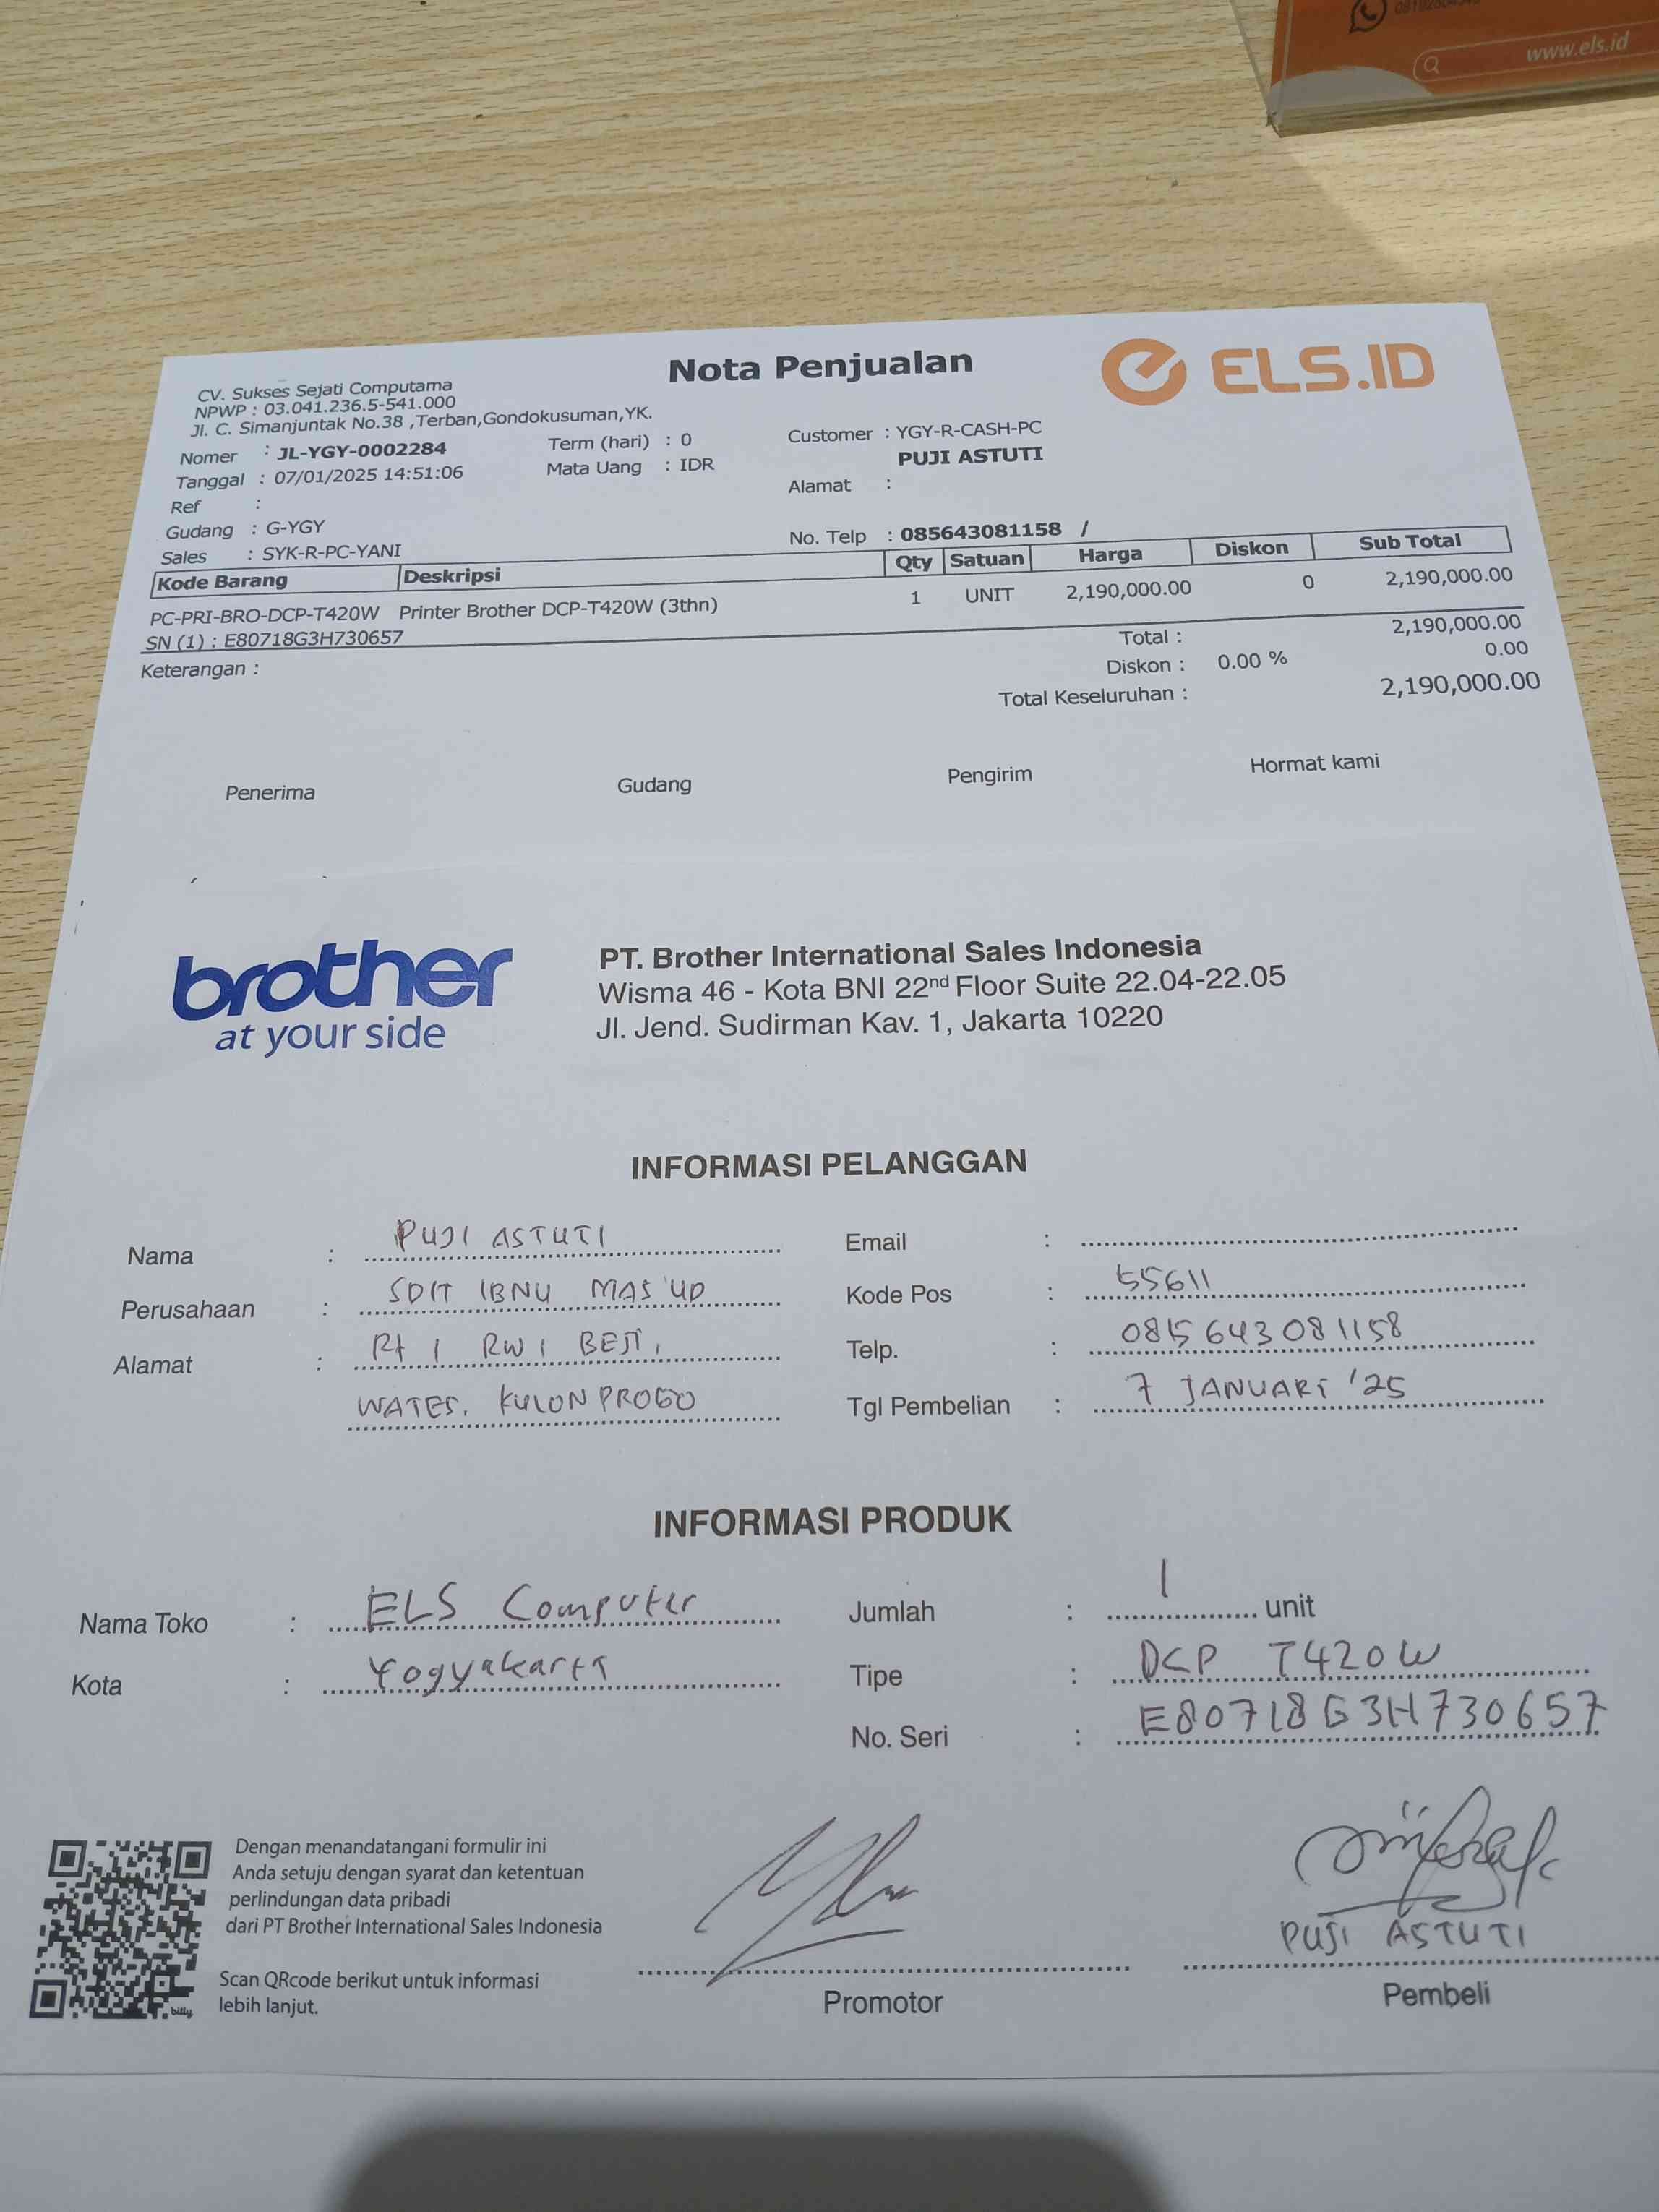 www.els.id
Nota Penjualan
ELS.ID
CV. Sukses Sejati Computama
NPWP : 03.041.236.5-541.000
Jl. C. Simanjuntak No.38 ,Terban,Gondokusuman,YK.
Nomer : JL-YGY-0002284 Term (hari) : 0 Customer : YGY-R-CASH-PC
Tanggal : 07/01/2025 14:51:06 Mata Uang : IDR PUJI ASTUTI
Ref : Alamat :
Gudang : G-YGY
Sales : SYK-R-PC-YANI No. Telp : 085643081158 /
Kode Barang Deskripsi Qty Satuan Harga Diskon Sub Total
PC-PRI-BRO-DCP-T420W Printer Brother DCP-T420W (3thn) 1 UNIT 2,190,000.00 0 2,190,000.00
SN (1) : E80718G3H730657
Keterangan :
Total : 2,190,000.00
Diskon : 0.00 % 0.00
Total Keseluruhan : 2,190,000.00
Penerima Gudang Pengirim Hormat kami
brother
at your side
PT. Brother International Sales Indonesia
Wisma 46 - Kota BNI 22nd Floor Suite 22.04-22.05
Jl. Jend. Sudirman Kav. 1, Jakarta 10220
INFORMASI PELANGGAN
Nama : PUJI ASTUTI Email :
Perusahaan : SDIT IBNU MAS'UD Kode Pos : 55611
Alamat : Rt 1 RW 1 BEJI, Telp. : 085643081158
WATES, KULONPROGO Tgl Pembelian : 7 JANUARI '25
INFORMASI PRODUK
Nama Toko : ELS Computer Jumlah : 1 unit
Kota : Yogyakarta Tipe : DCP T420W
No. Seri : E80718G3H730657
Dengan menandatangani formulir ini
Anda setuju dengan syarat dan ketentuan
perlindungan data pribadi
dari PT Brother International Sales Indonesia
Scan QRcode berikut untuk informasi
lebih lanjut.
bitly
Promotor
PUJI ASTUTI
Pembeli